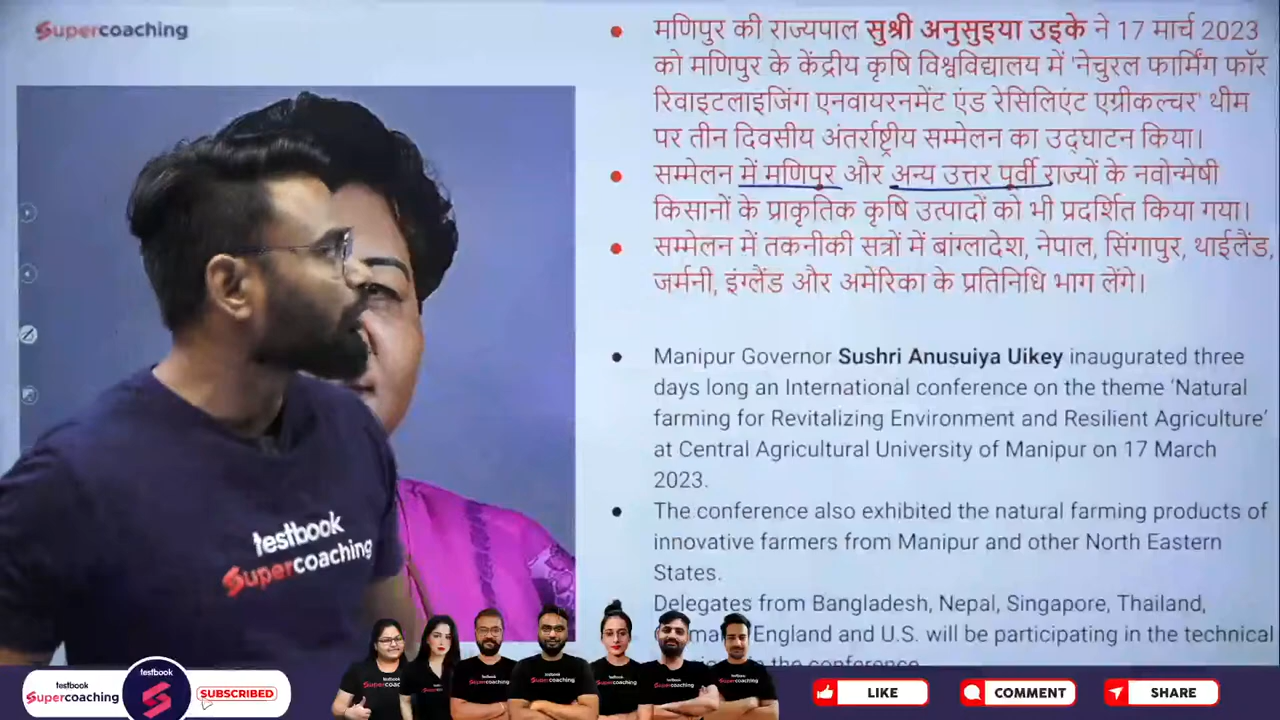 Supercoaching
मणिपुर की राज्यपाल सुश्री अनुसुइया उइके ने 17 मार्च 2023
को मणिपुर के केंद्रीय कृषि विश्वविद्यालय में 'नेचुरल फार्मिंग फॉर
रिवाइटलाइजिंग एनवायरनमेंट एंड रेसिलिएंट एग्रीकल्चर' थीम
पर तीन दिवसीय अंतर्राष्ट्रीय सम्मेलन का उद्घाटन किया।
सम्मेलन में मणिपुर और अन्य उत्तर पूर्वी राज्यों के नवोन्मेषी
किसानों के प्राकृतिक कृषि उत्पादों को भी प्रदर्शित किया गया।
सम्मेलन में तकनीकी सत्रों में बांग्लादेश, नेपाल, सिंगापुर, थाईलैंड,
जर्मनी, इंग्लैंड और अमेरिका के प्रतिनिधि भाग लेंगे।
Manipur Governor Sushri Anusuiya Uikey inaugurated three
days long an International conference on the theme 'Natural
farming for Revitalizing Environment and Resilient Agriculture'
at Central Agricultural University of Manipur on 17 March
2023.
The conference also exhibited the natural farming products of
innovative farmers from Manipur and other North Eastern
States.
Delegates from Bangladesh, Nepal, Singapore, Thailand,
England and U.S. will be participating in the technical
the conference
testbook
Supercoaching
testbook
Supercoaching
testbook
SUBSCRIBED
LIKE
COMMENT
SHARE